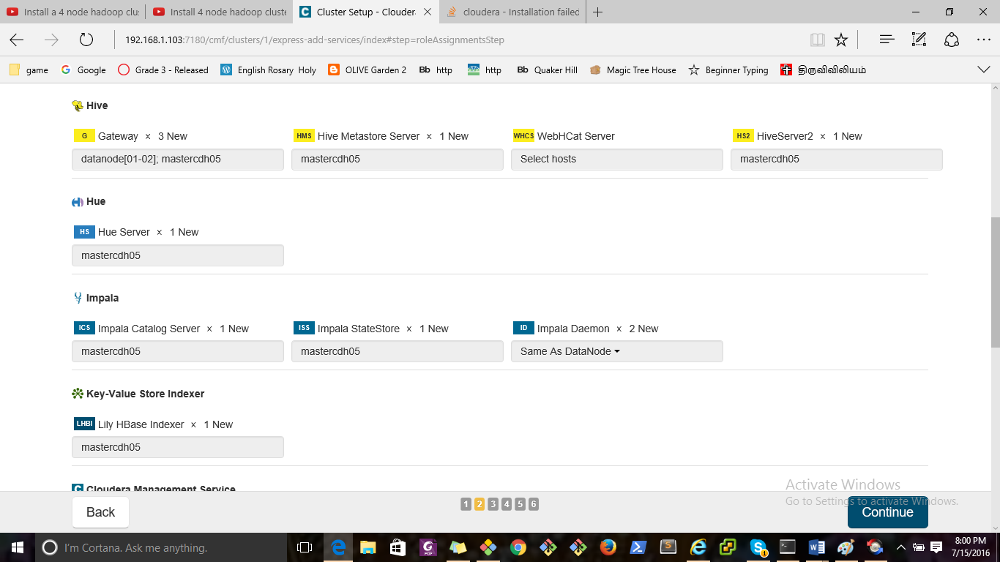 Install a 4 node hadoop clus
Install 4 node hadoop cluste
Cluster Setup - Clouder
cloudera - Installation failed
192.168.1.103:7180/cmf/clusters/1/express-add-services/index#step=roleAssignmentsStep
game Google Grade 3 - Released English Rosary Holy OLIVE Garden 2 Bb http http Bb Quaker Hill Magic Tree House Beginner Typing திருவிவிலியம்
Hive
G Gateway × 3 New HMS Hive Metastore Server × 1 New WHCS WebHCat Server HS2 HiveServer2 × 1 New
datanode[01-02]; mastercdh05 mastercdh05 Select hosts mastercdh05
Hue
HS Hue Server × 1 New
mastercdh05
Impala
ICS Impala Catalog Server × 1 New ISS Impala StateStore × 1 New ID Impala Daemon × 2 New
mastercdh05 mastercdh05 Same As DataNode
Key-Value Store Indexer
LHBI Lily HBase Indexer × 1 New
mastercdh05
Cloudera Management Service
Activate Windows
Go to Settings to activate Windows.
Back 1 2 3 4 5 6 Continue
I'm Cortana. Ask me anything.
8:00 PM
7/15/2016